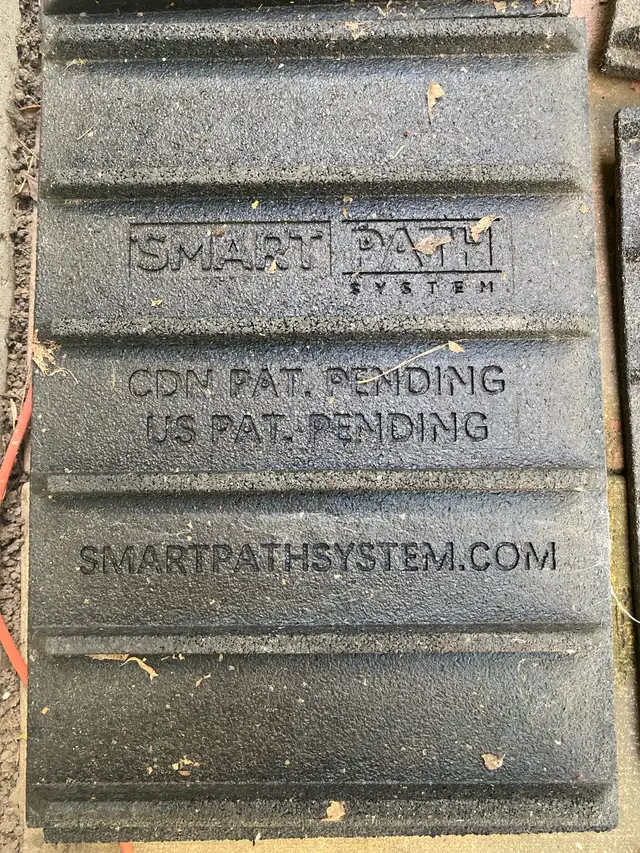 SMART PATH
SYSTEM
CDN PAT. PENDING
US PAT. PENDING
SMARTPATHSYSTEM.COM